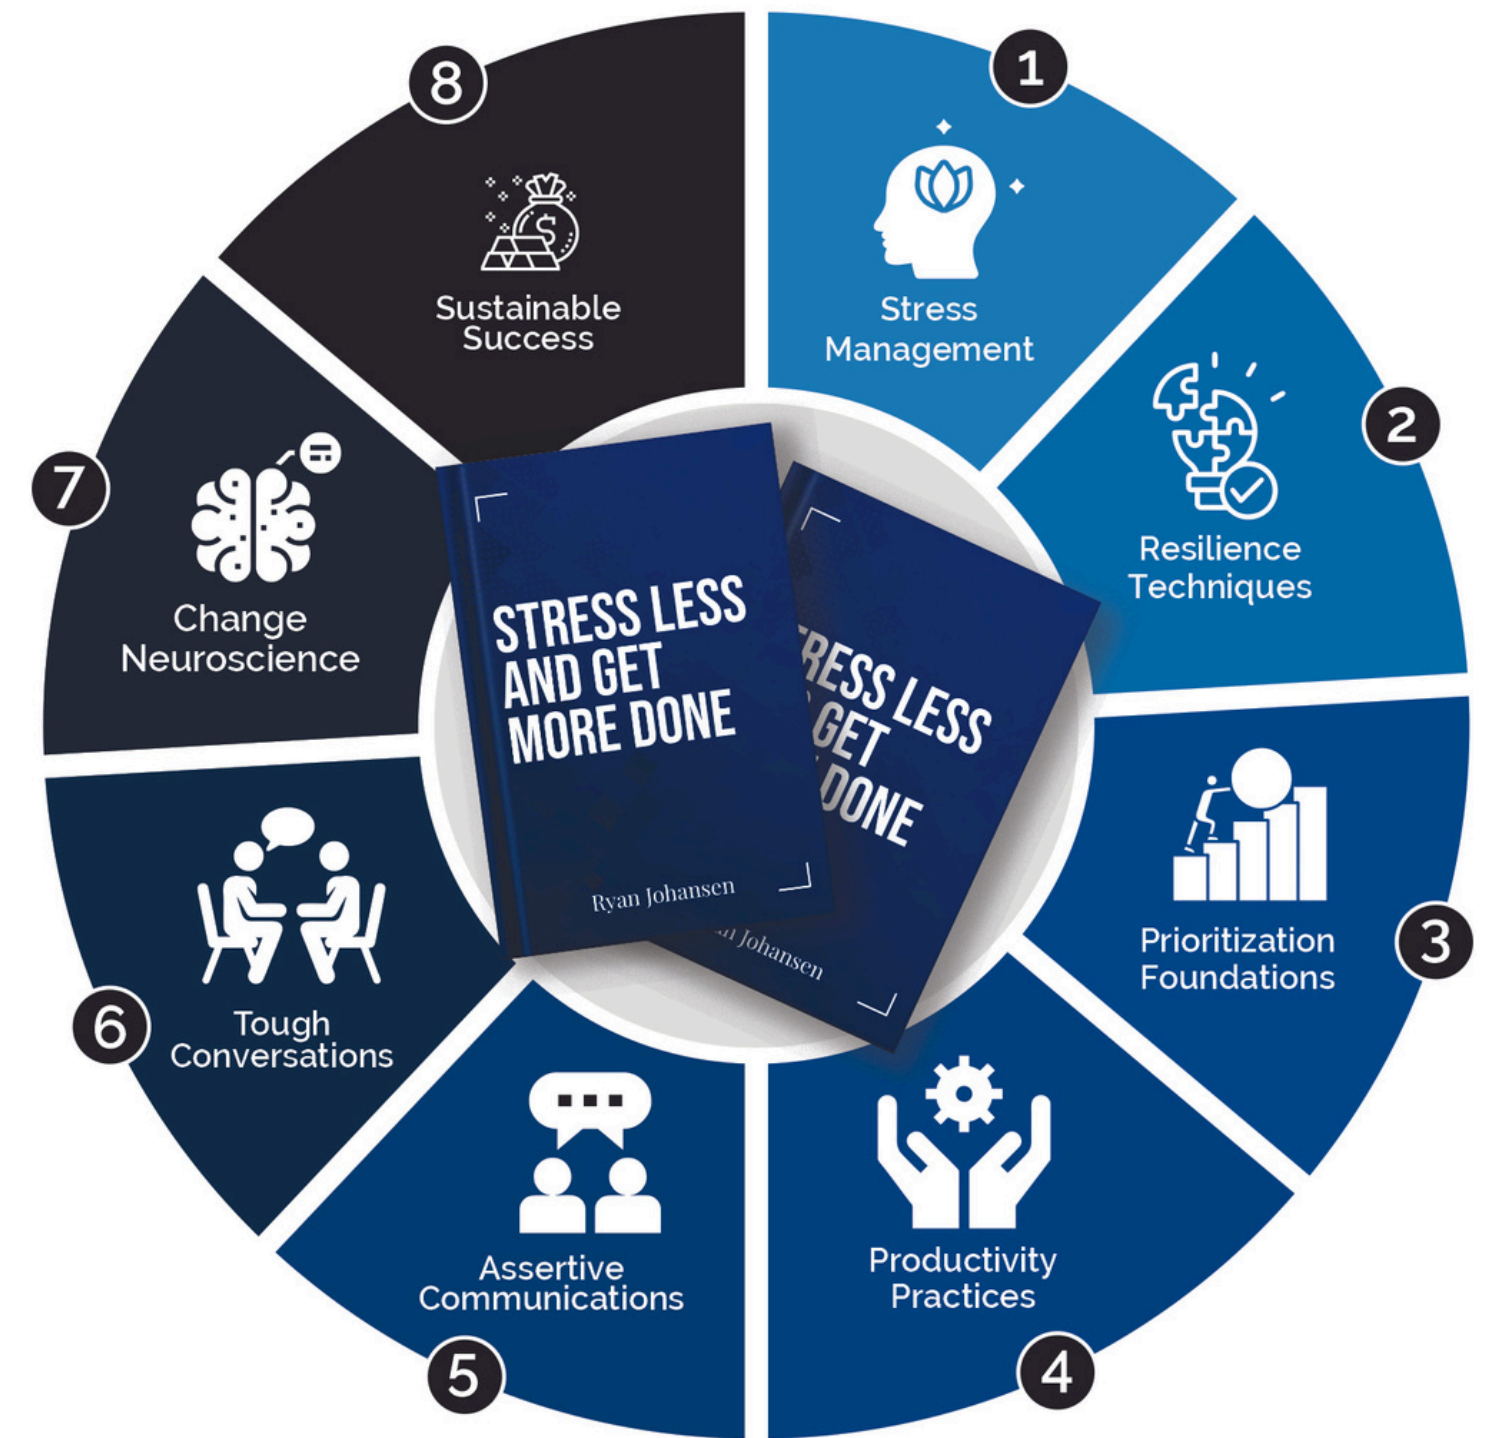 1
Stress
Management
2
Resilience
Techniques
3
Prioritization
Foundations
4
Productivity
Practices
5
Assertive
Communications
6
Tough
Conversations
7
Change
Neuroscience
8
Sustainable
Success
$
STRESS LESS
AND GET
MORE DONE
Ryan Johansen
RESS LESS
GET
DONE
n Johansen